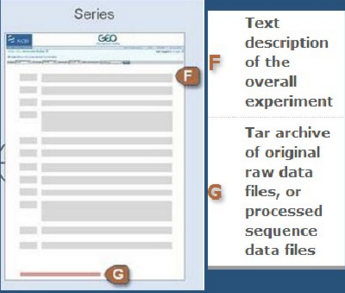 Series
NCBI
GEO
F
G
F
Text
description
of the
overall
experiment
G
Tar archive
of original
raw data
files, or
processed
sequence
data files